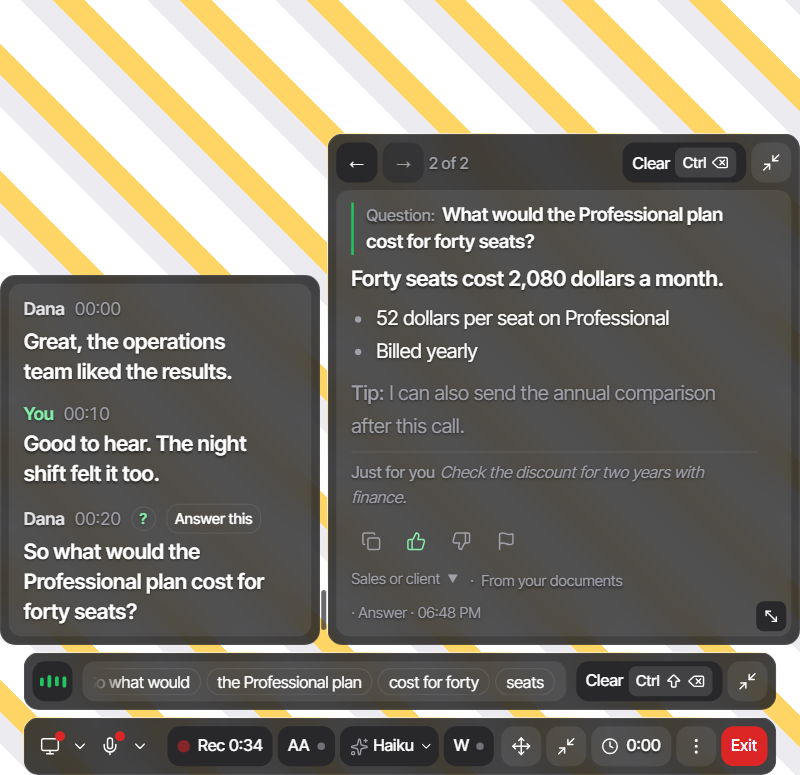 ← → 2 of 2 Clear Ctrl
Question: What would the Professional plan
cost for forty seats?
Forty seats cost 2,080 dollars a month.
• 52 dollars per seat on Professional
• Billed yearly
Tip: I can also send the annual comparison
after this call.
Just for you Check the discount for two years with
finance.
Sales or client ▼ · From your documents
· Answer · 06:48 PM
Dana 00:00
Great, the operations
team liked the results.
You 00:10
Good to hear. The night
shift felt it too.
Dana 00:20 ? Answer this
So what would the
Professional plan cost for
forty seats?
what would the Professional plan cost for forty seats Clear Ctrl
Rec 0:34 AA Haiku W 0:00 Exit